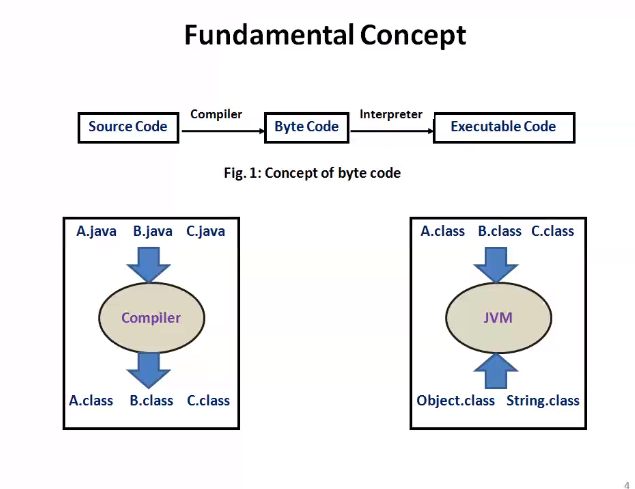 Fundamental Concept
Compiler
Interpreter
Source Code
Byte Code
Executable Code
Fig. 1: Concept of byte code
A.java B.java C.java
Compiler
A.class B.class C.class
A.class B.class C.class
JVM
Object.class String.class
4